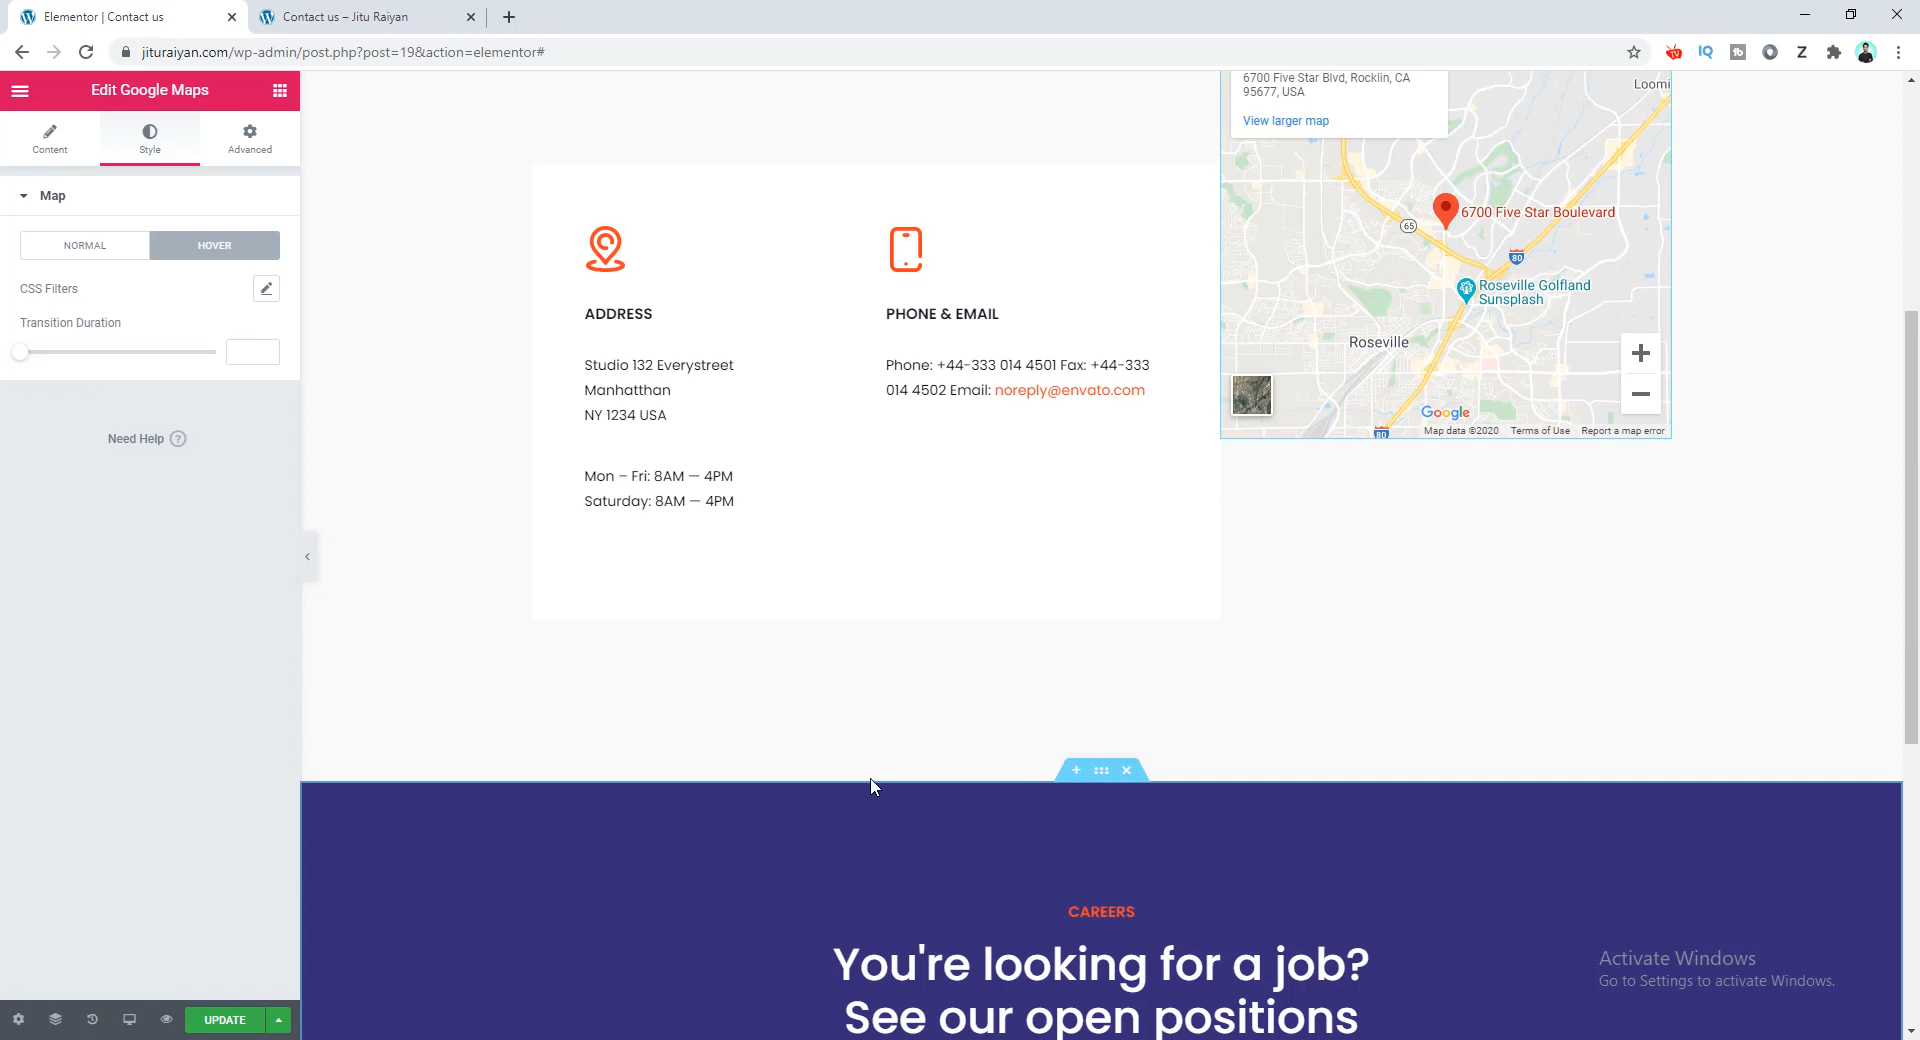 Elementor | Contact us
Contact us – Jitu Raiyan
jituraiyan.com/wp-admin/post.php?post=19&action=elementor#
Edit Google Maps
Content
Style
Advanced
Map
NORMAL
HOVER
CSS Filters
Transition Duration
Need Help
UPDATE
6700 Five Star Blvd, Rocklin, CA
95677, USA
View larger map
Loomi
6700 Five Star Boulevard
65
80
Roseville Golfland
Sunsplash
Roseville
Google
80
Map data ©2020
Terms of Use
Report a map error
ADDRESS
Studio 132 Everystreet
Manhatthan
NY 1234 USA
Mon – Fri: 8AM — 4PM
Saturday: 8AM — 4PM
PHONE & EMAIL
Phone: +44-333 014 4501 Fax: +44-333
014 4502 Email: noreply@envato.com
CAREERS
You're looking for a job?
See our open positions
Activate Windows
Go to Settings to activate Windows.